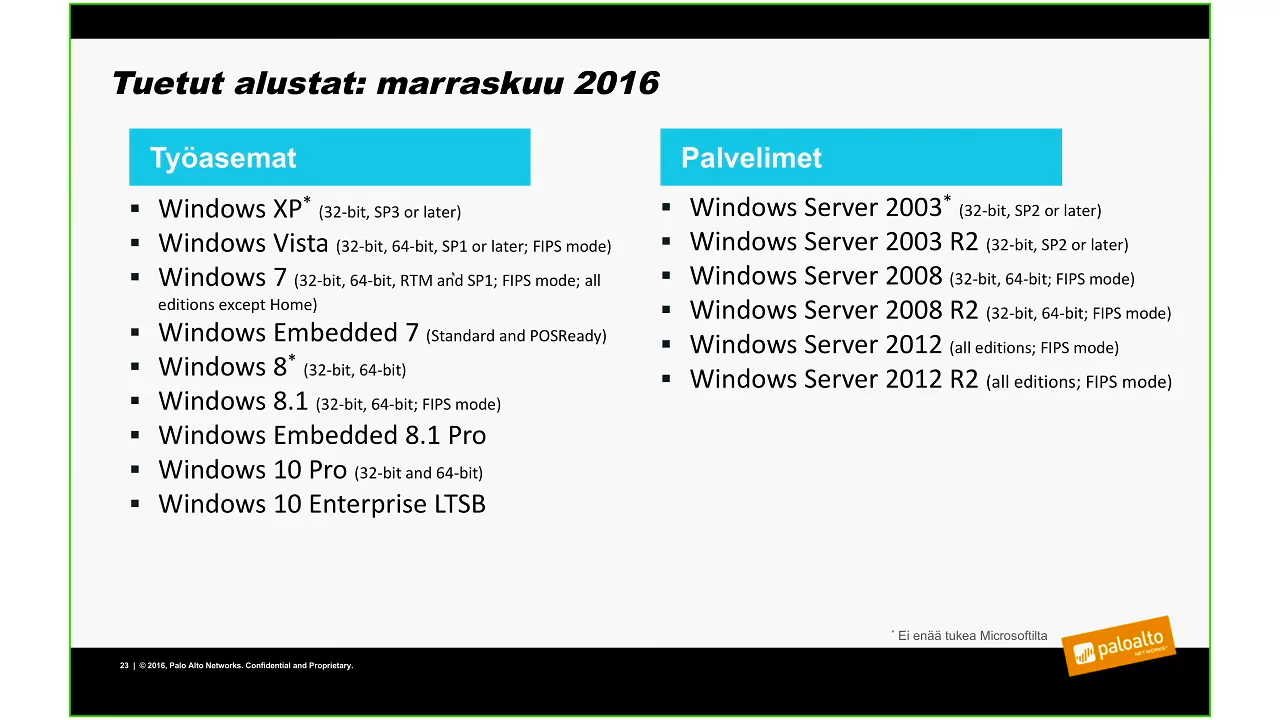 Tuetut alustat: marraskuu 2016
Työasemat
▪ Windows XP* (32-bit, SP3 or later)
▪ Windows Vista (32-bit, 64-bit, SP1 or later; FIPS mode)
▪ Windows 7 (32-bit, 64-bit, RTM and SP1; FIPS mode; all
editions except Home)
▪ Windows Embedded 7 (Standard and POSReady)
▪ Windows 8* (32-bit, 64-bit)
▪ Windows 8.1 (32-bit, 64-bit; FIPS mode)
▪ Windows Embedded 8.1 Pro
▪ Windows 10 Pro (32-bit and 64-bit)
▪ Windows 10 Enterprise LTSB
Palvelimet
▪ Windows Server 2003* (32-bit, SP2 or later)
▪ Windows Server 2003 R2 (32-bit, SP2 or later)
▪ Windows Server 2008 (32-bit, 64-bit; FIPS mode)
▪ Windows Server 2008 R2 (32-bit, 64-bit; FIPS mode)
▪ Windows Server 2012 (all editions; FIPS mode)
▪ Windows Server 2012 R2 (all editions; FIPS mode)
* Ei enää tukea Microsoftilta
23 | © 2016, Palo Alto Networks. Confidential and Proprietary.
paloalto
NETWORKS